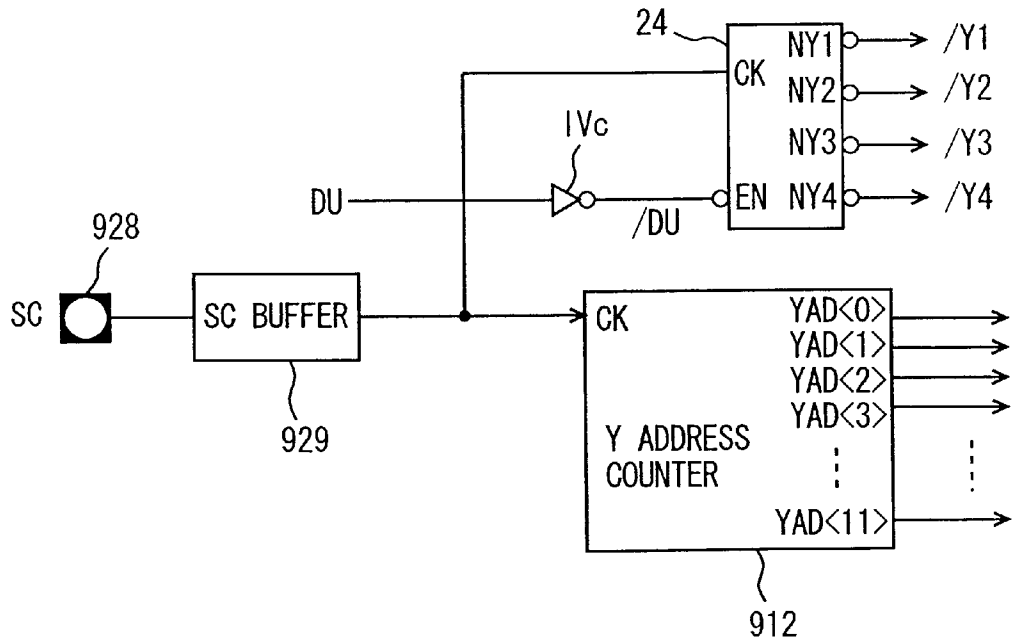 24
NY1
/Y1
CK
NY2
/Y2
IVc
NY3
/Y3
DU
/DU
EN
NY4
/Y4
928
SC
SC BUFFER
929
CK
YAD<0>
YAD<1>
YAD<2>
YAD<3>
Y ADDRESS
COUNTER
YAD<11>
912